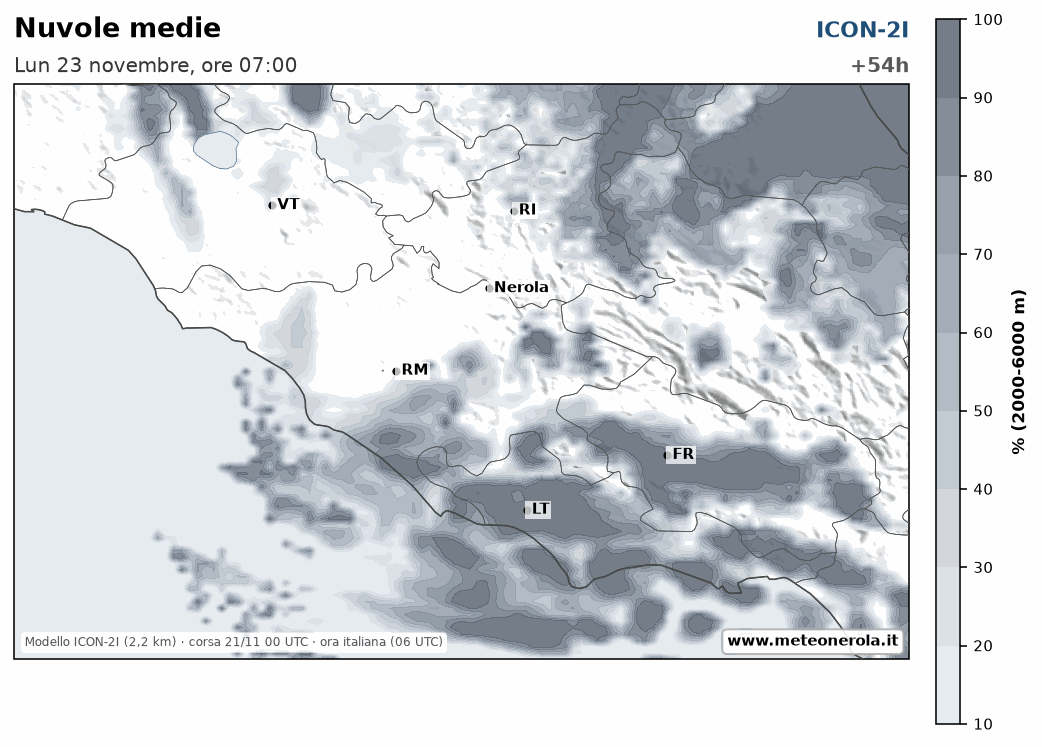 Nuvole medie
ICON-2I
Lun 23 novembre, ore 07:00
+54h
100
90
80
70
60
50
40
30
20
10
% (2000-6000 m)
VT
RI
Nerola
RM
FR
LT
Modello ICON-2I (2,2 km) · corsa 21/11 00 UTC · ora italiana (06 UTC)
www.meteonerola.it